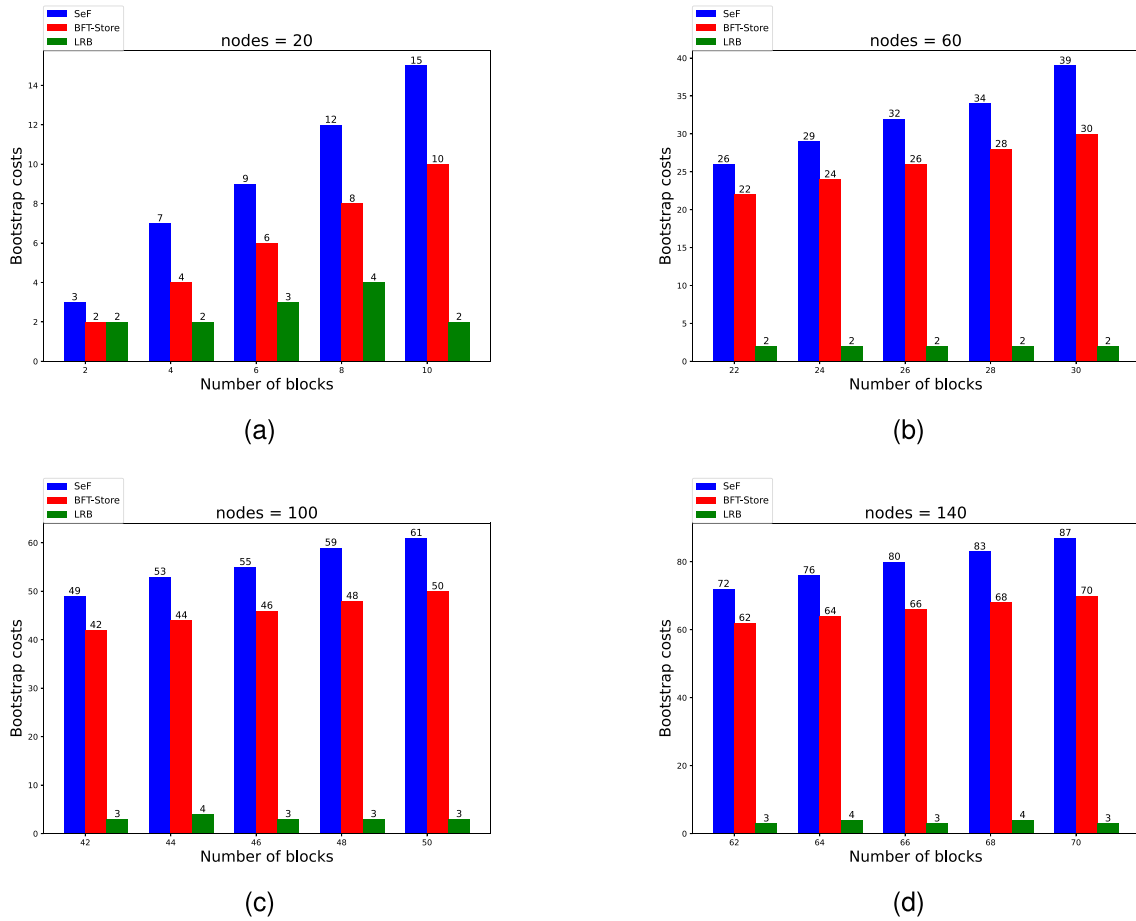 SeF
BFT-Store
LRB
nodes = 20
Bootstrap costs
14
12
10
8
6
4
2
0
3 2 2
7 4 2
9 6 3
12 8 4
15 10 2
2 4 6 8 10
Number of blocks
(a)
SeF
BFT-Store
LRB
nodes = 60
Bootstrap costs
40
35
30
25
20
15
10
5
0
26 22 2
29 24 2
32 26 2
34 28 2
39 30 2
22 24 26 28 30
Number of blocks
(b)
SeF
BFT-Store
LRB
nodes = 100
Bootstrap costs
60
50
40
30
20
10
0
49 42 3
53 44 4
55 46 3
59 48 3
61 50 3
42 44 46 48 50
Number of blocks
(c)
SeF
BFT-Store
LRB
nodes = 140
Bootstrap costs
80
60
40
20
0
72 62 3
76 64 4
80 66 3
83 68 4
87 70 3
62 64 66 68 70
Number of blocks
(d)